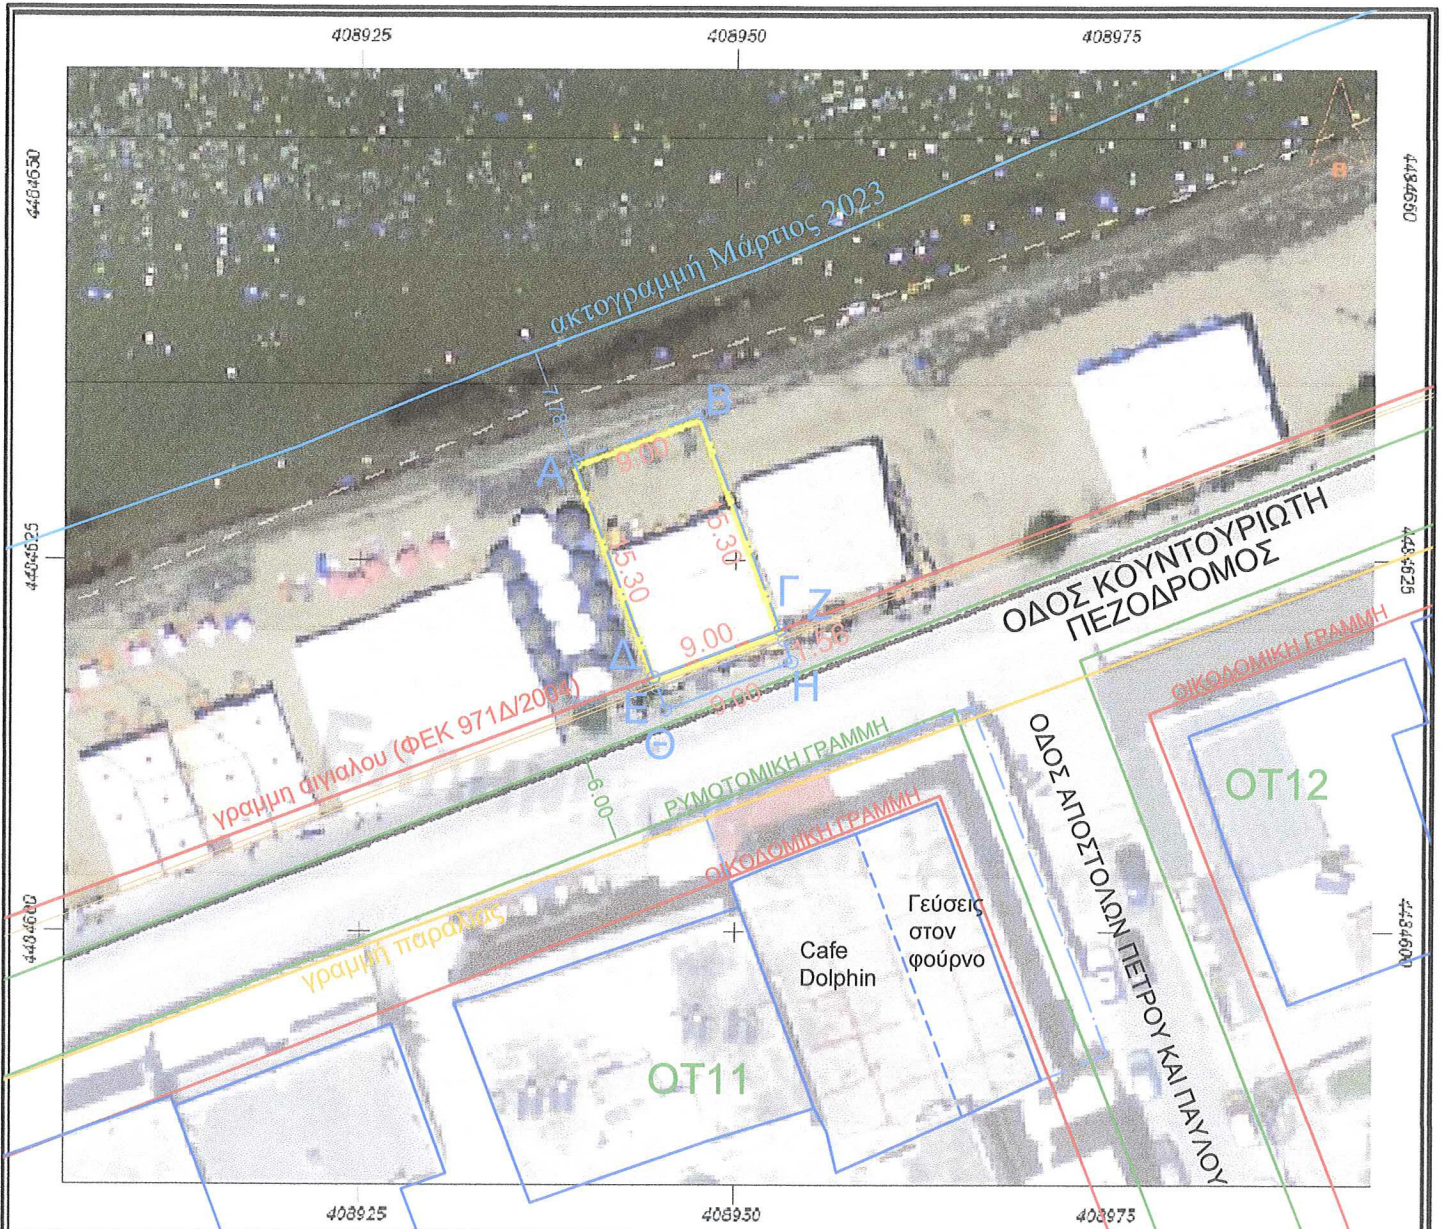 408925
408950
408975
4484650
4484650
ακτογραμμή Μάρτιος 2023
7.78
B
A
9.00
15.30
15.30
4484625
4484625
ΟΔΟΣ ΚΟΥΝΤΟΥΡΙΩΤΗ
ΠΕΖΟΔΡΟΜΟΣ
Γ
Ζ
Δ
9.00
1.58
Ε
9.00
Η
Θ
γραμμή αιγιαλού (ΦΕΚ 971Δ/2004)
ΟΙΚΟΔΟΜΙΚΗ ΓΡΑΜΜΗ
6.00
ΡΥΜΟΤΟΜΙΚΗ ΓΡΑΜΜΗ
ΟΔΟΣ ΑΠΟΣΤΟΛΩΝ ΠΕΤΡΟΥ ΚΑΙ ΠΑΥΛΟΥ
ΟΤ12
ΟΙΚΟΔΟΜΙΚΗ ΓΡΑΜΜΗ
γραμμή παραλίας
Γεύσεις
στον
φούρνο
Cafe
Dolphin
4484600
4484600
ΟΤ11
408925
408950
408975